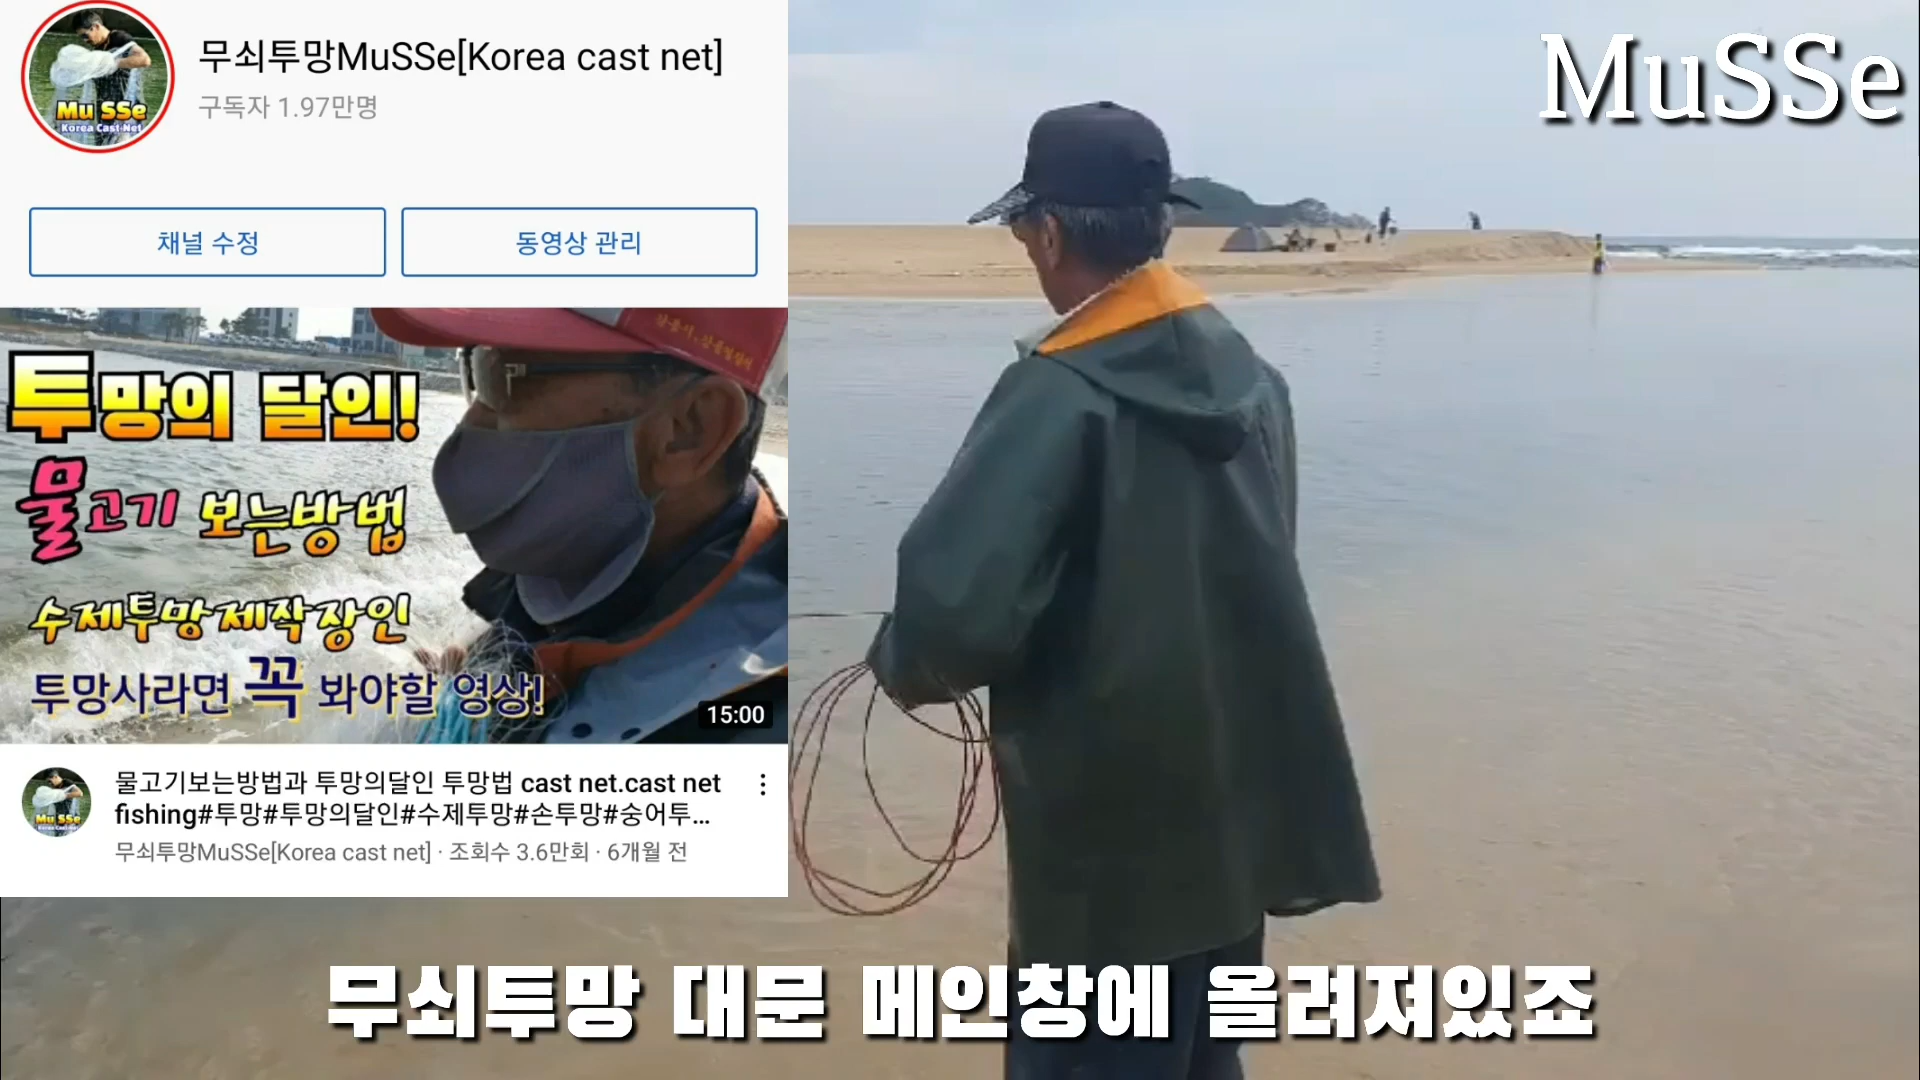 무쇠투망MuSSe[Korea cast net]
구독자 1.97만명
Mu SSe
Korea Cast Net
채널 수정
동영상 관리
투망의 달인!
물고기 보는방법
수제투망제작장인
투망사라면 꼭 봐야할 영상!
15:00
물고기보는방법과 투망의달인 투망법 cast net.cast net
fishing#투망#투망의달인#수제투망#손투망#숭어투...
무쇠투망MuSSe[Korea cast net] · 조회수 3.6만회 · 6개월 전
MuSSe
무쇠투망 대문 메인창에 올려져있죠